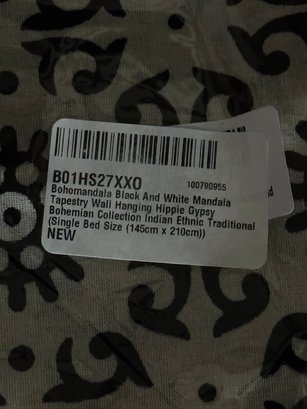 B01HS27XXO 100790955
Bohomandala Black And White Mandala
Tapestry Wall Hanging Hippie Gypsy
Bohemian Collection Indian Ethnic Traditional
(Single Bed Size (145cm x 210cm))
NEW